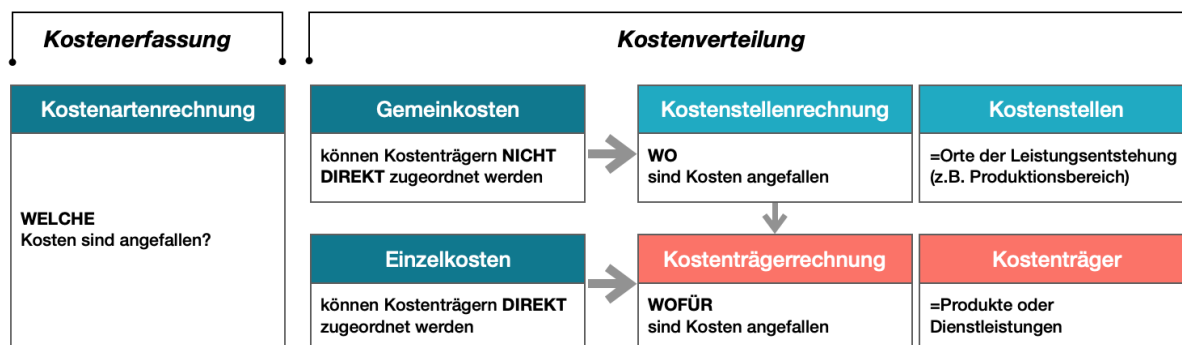 Kostenerfassung
Kostenverteilung
Kostenartenrechnung
WELCHE
Kosten sind angefallen?
Gemeinkosten
können Kostenträgern NICHT
DIREKT zugeordnet werden
Kostenstellenrechnung
WO
sind Kosten angefallen
Kostenstellen
=Orte der Leistungsentstehung
(z.B. Produktionsbereich)
Einzelkosten
können Kostenträgern DIREKT
zugeordnet werden
Kostenträgerrechnung
WOFÜR
sind Kosten angefallen
Kostenträger
=Produkte oder
Dienstleistungen